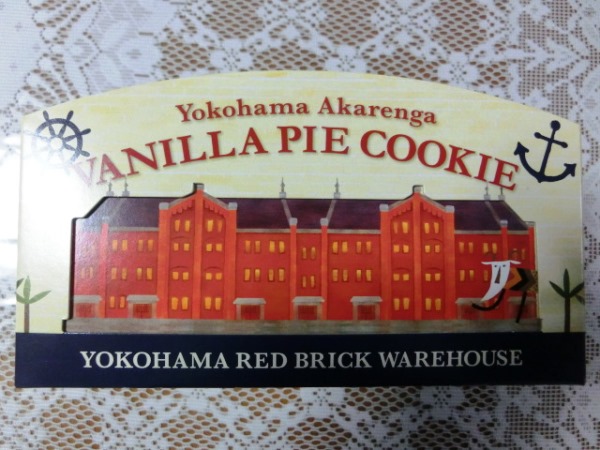 Yokohama Akarenga
VANILLA PIE COOKIE
YOKOHAMA RED BRICK WAREHOUSE